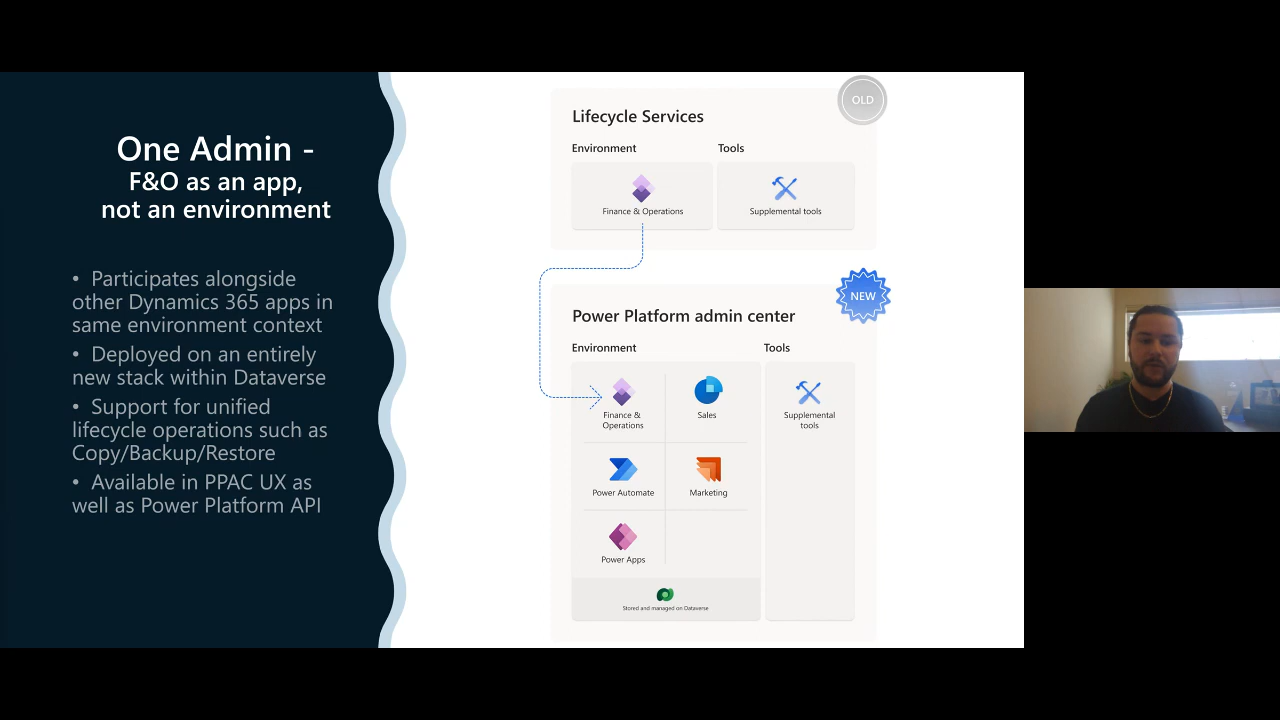 One Admin -
F&O as an app,
not an environment
• Participates alongside
other Dynamics 365 apps in
same environment context
• Deployed on an entirely
new stack within Dataverse
• Support for unified
lifecycle operations such as
Copy/Backup/Restore
• Available in PPAC UX as
well as Power Platform API
OLD
Lifecycle Services
Environment
Tools
Finance & Operations
Supplemental tools
NEW
Power Platform admin center
Environment
Tools
Finance &
Operations
Sales
Supplemental
tools
Power Automate
Marketing
Power Apps
Stored and managed on Dataverse